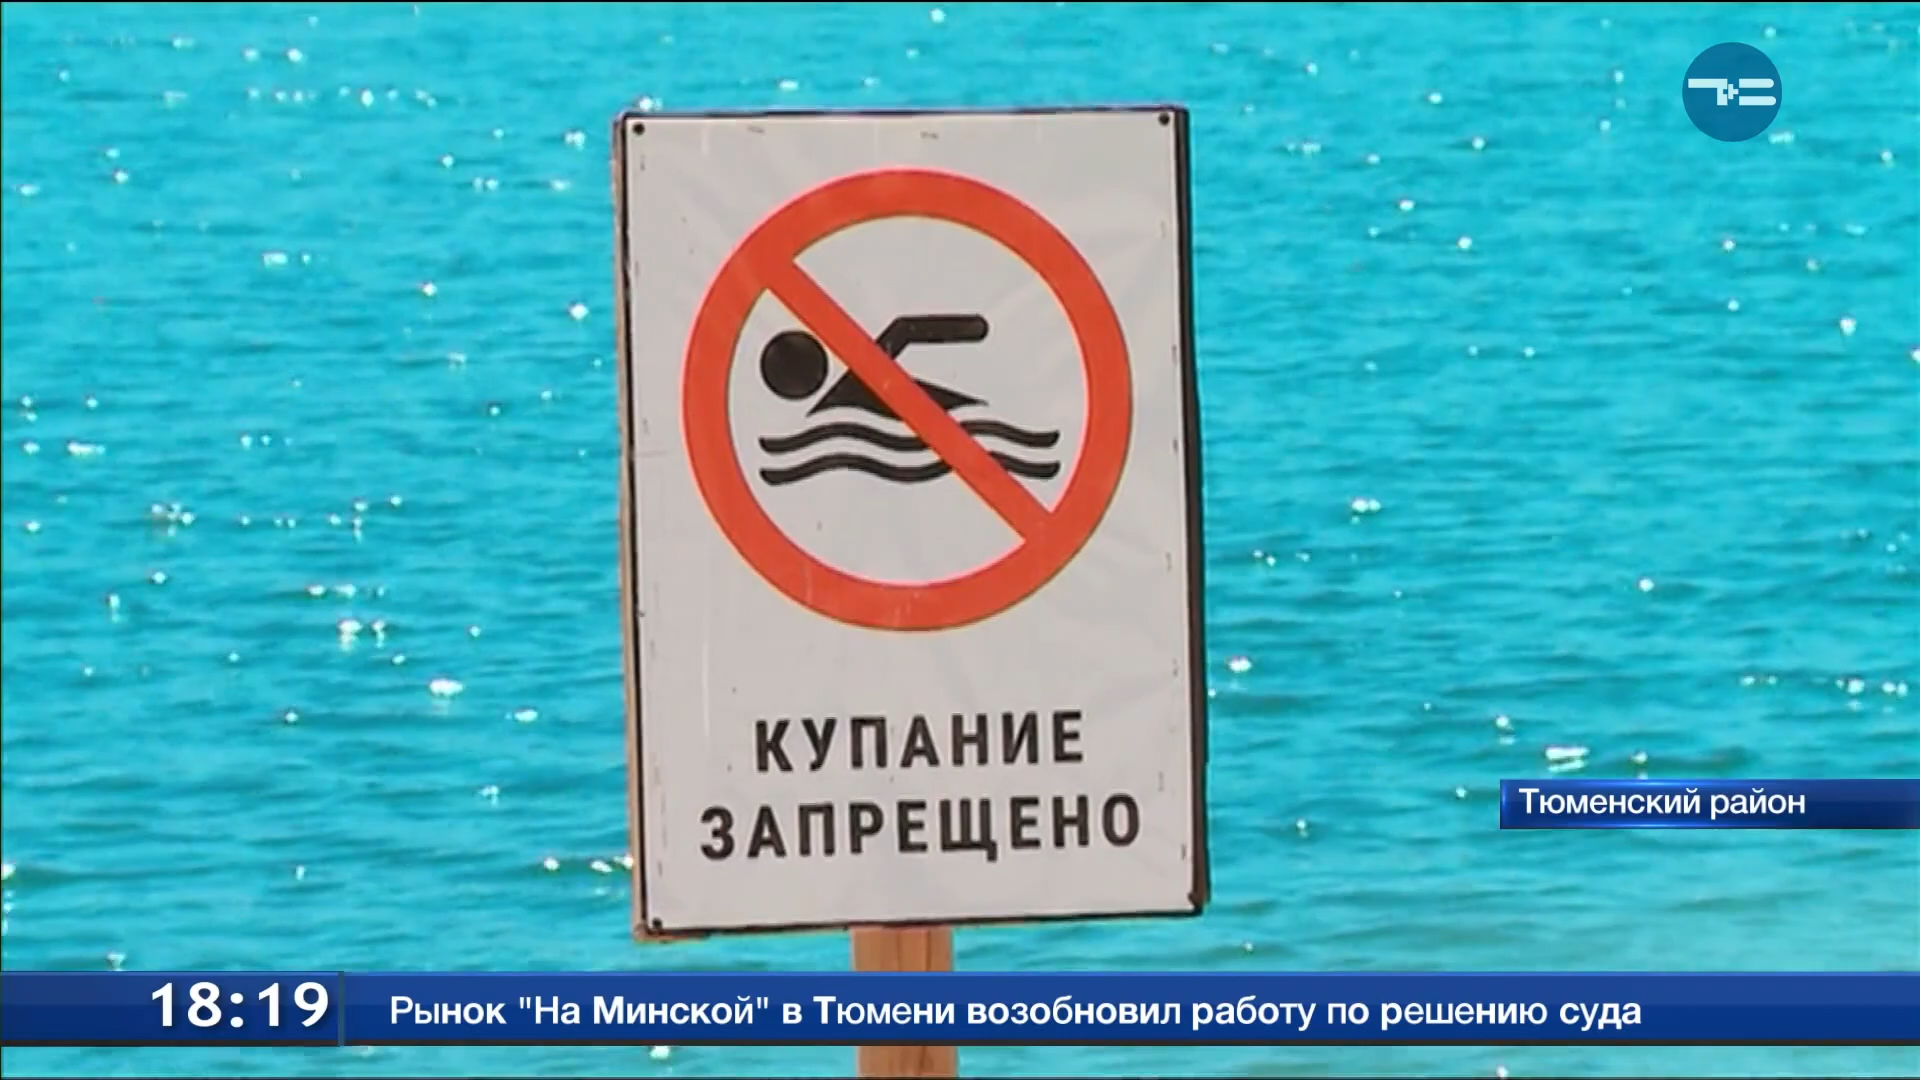 КУПАНИЕ
ЗАПРЕЩЕНО
Тюменский район
18:19
Рынок "На Минской" в Тюмени возобновил работу по решению суда